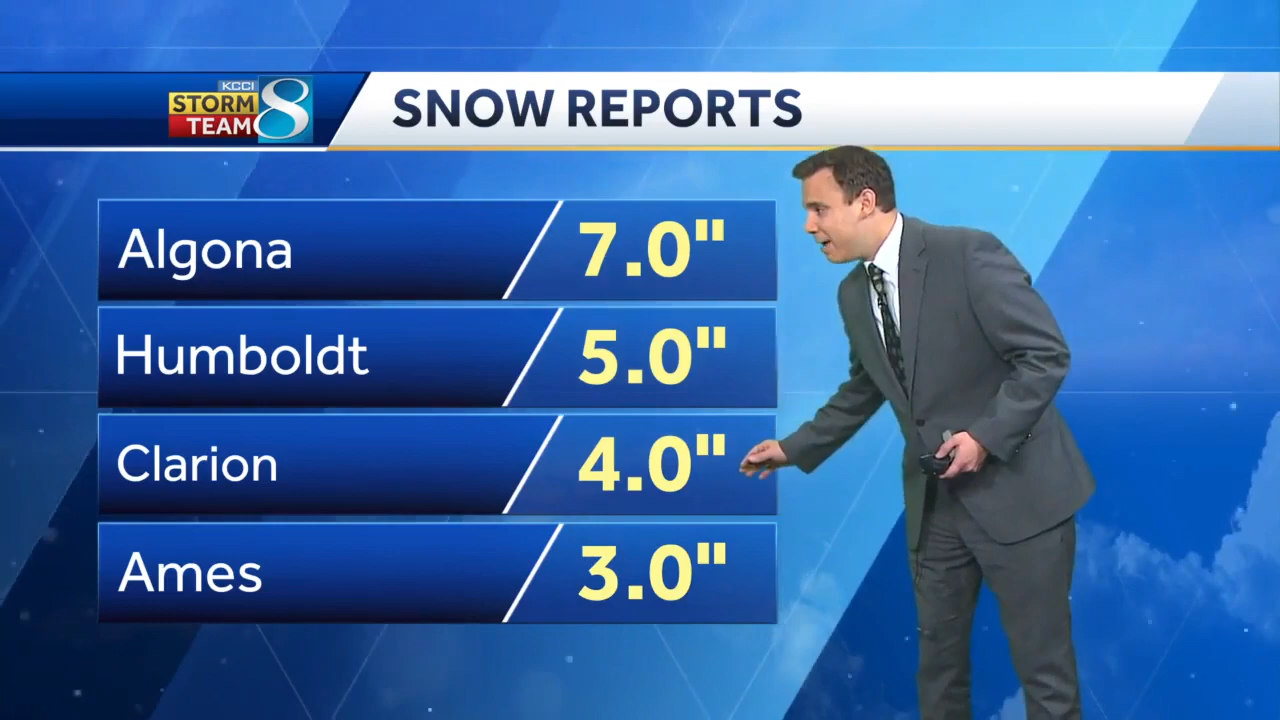 KCCI
STORM
TEAM 8
SNOW REPORTS
Algona 7.0"
Humboldt 5.0"
Clarion 4.0"
Ames 3.0"